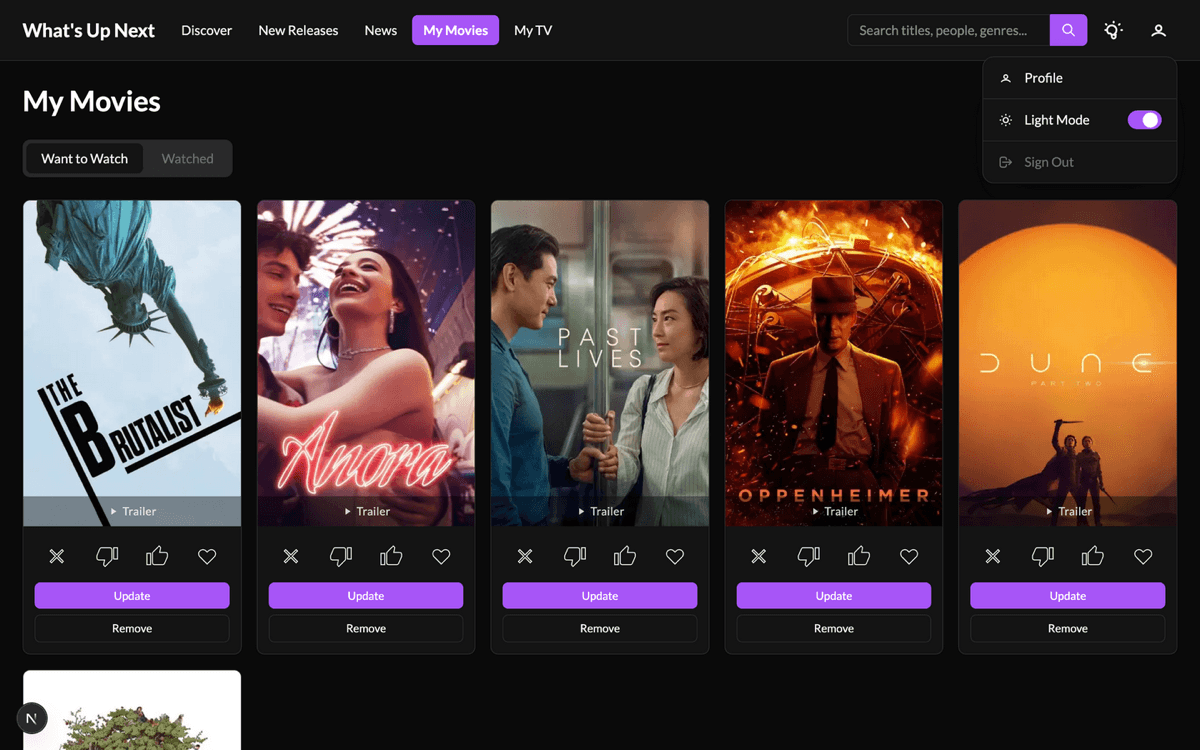 What's Up Next
Discover
New Releases
News
My Movies
My TV
Search titles, people, genres...
Profile
Light Mode
Sign Out
My Movies
Want to Watch
Watched
THE
BRUTALIST
Trailer
Update
Remove
Anora
Trailer
Update
Remove
PAST
LIVES
Trailer
Update
Remove
OPPENHEIMER
Trailer
Update
Remove
DUNE
PART TWO
Trailer
Update
Remove
N